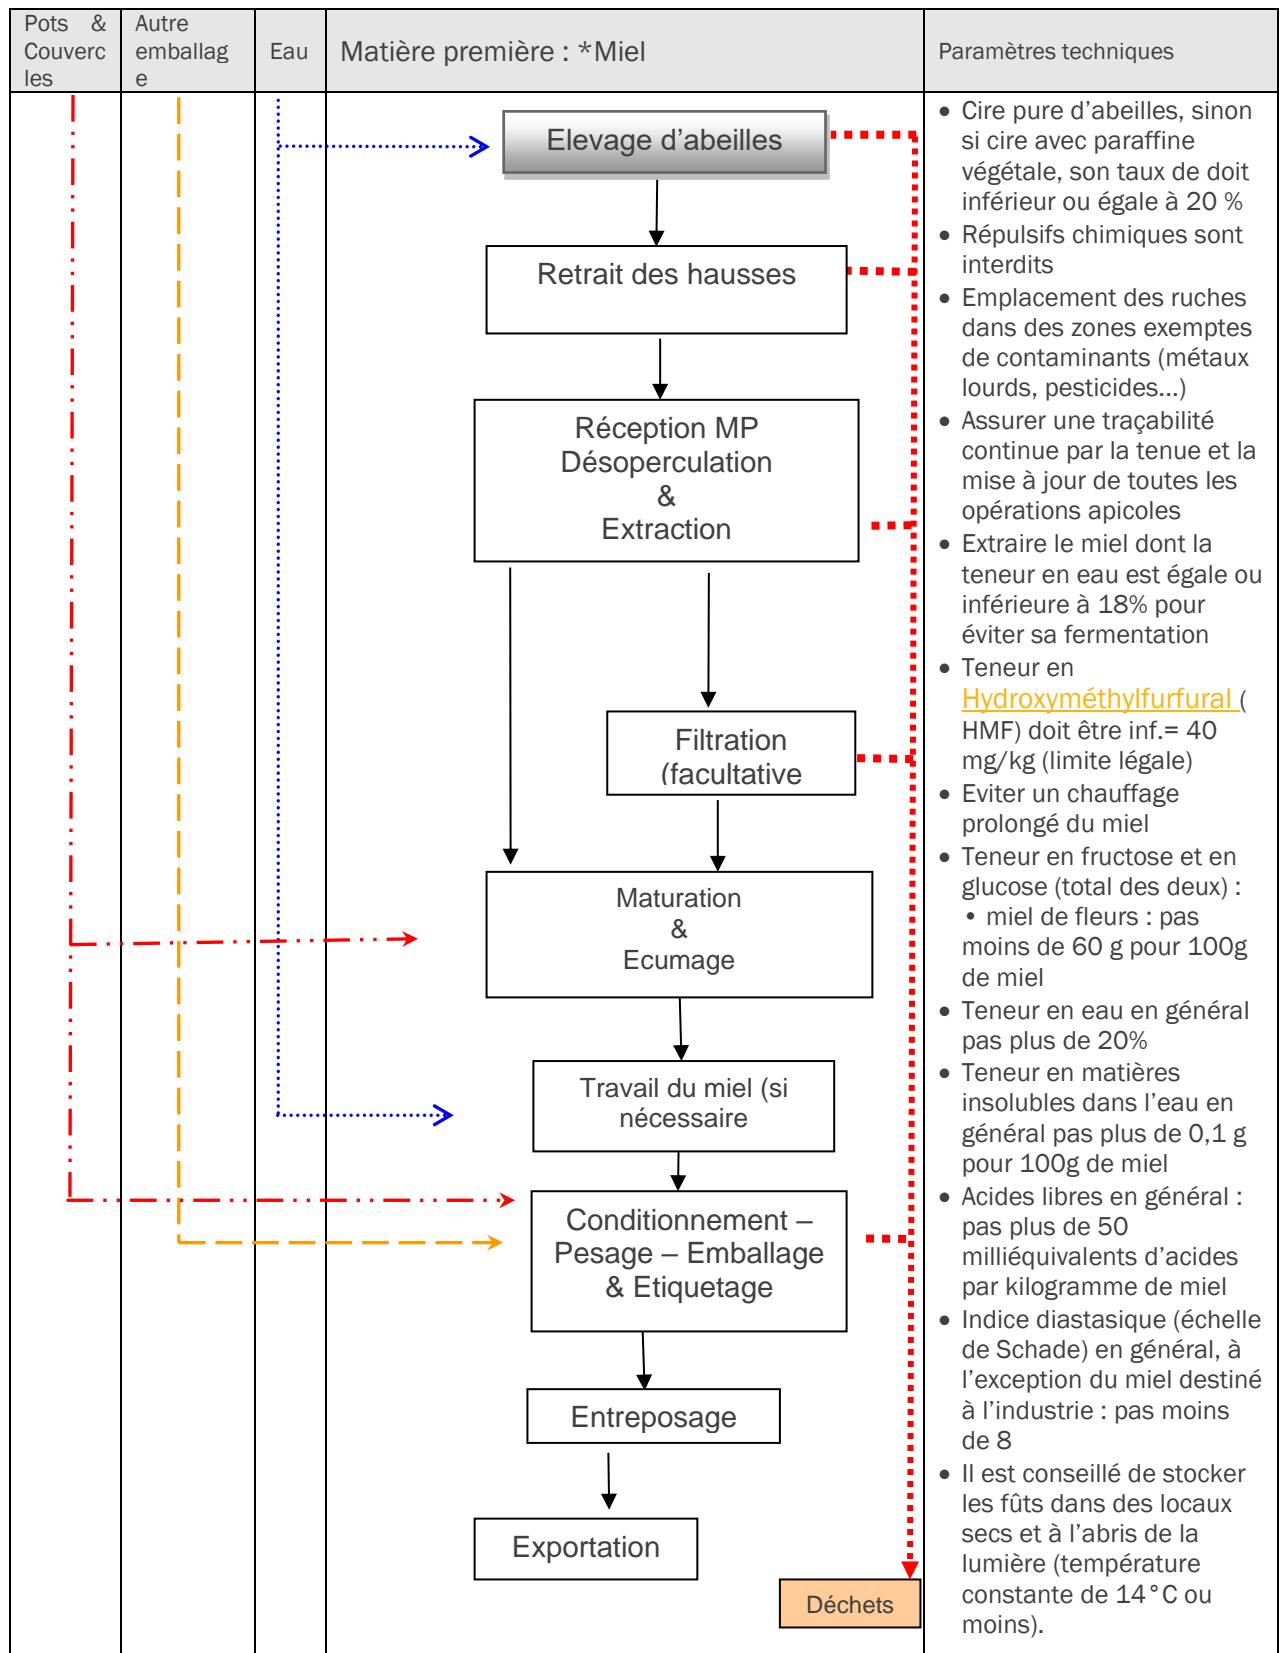 Pots &
Couverc
les
Autre
emballag
e
Eau
Matière première : *Miel
Paramètres techniques
Elevage d'abeilles
Retrait des hausses
Réception MP
Désoperculation
&
Extraction
Filtration
(facultative
Maturation
&
Ecumage
Travail du miel (si
nécessaire
Conditionnement –
Pesage – Emballage
& Etiquetage
Entreposage
Exportation
Déchets
• Cire pure d'abeilles, sinon
si cire avec paraffine
végétale, son taux de doit
inférieur ou égale à 20 %
• Répulsifs chimiques sont
interdits
• Emplacement des ruches
dans des zones exemptes
de contaminants (métaux
lourds, pesticides...)
• Assurer une traçabilité
continue par la tenue et la
mise à jour de toutes les
opérations apicoles
• Extraire le miel dont la
teneur en eau est égale ou
inférieure à 18% pour
éviter sa fermentation
• Teneur en
Hydroxyméthylfurfural (
HMF) doit être inf.= 40
mg/kg (limite légale)
• Eviter un chauffage
prolongé du miel
• Teneur en fructose et en
glucose (total des deux) :
• miel de fleurs : pas
moins de 60 g pour 100g
de miel
• Teneur en eau en général
pas plus de 20%
• Teneur en matières
insolubles dans l'eau en
général pas plus de 0,1 g
pour 100g de miel
• Acides libres en général :
pas plus de 50
milliéquivalents d'acides
par kilogramme de miel
• Indice diastasique (échelle
de Schade) en général, à
l'exception du miel destiné
à l'industrie : pas moins
de 8
• Il est conseillé de stocker
les fûts dans des locaux
secs et à l'abris de la
lumière (température
constante de 14°C ou
moins).